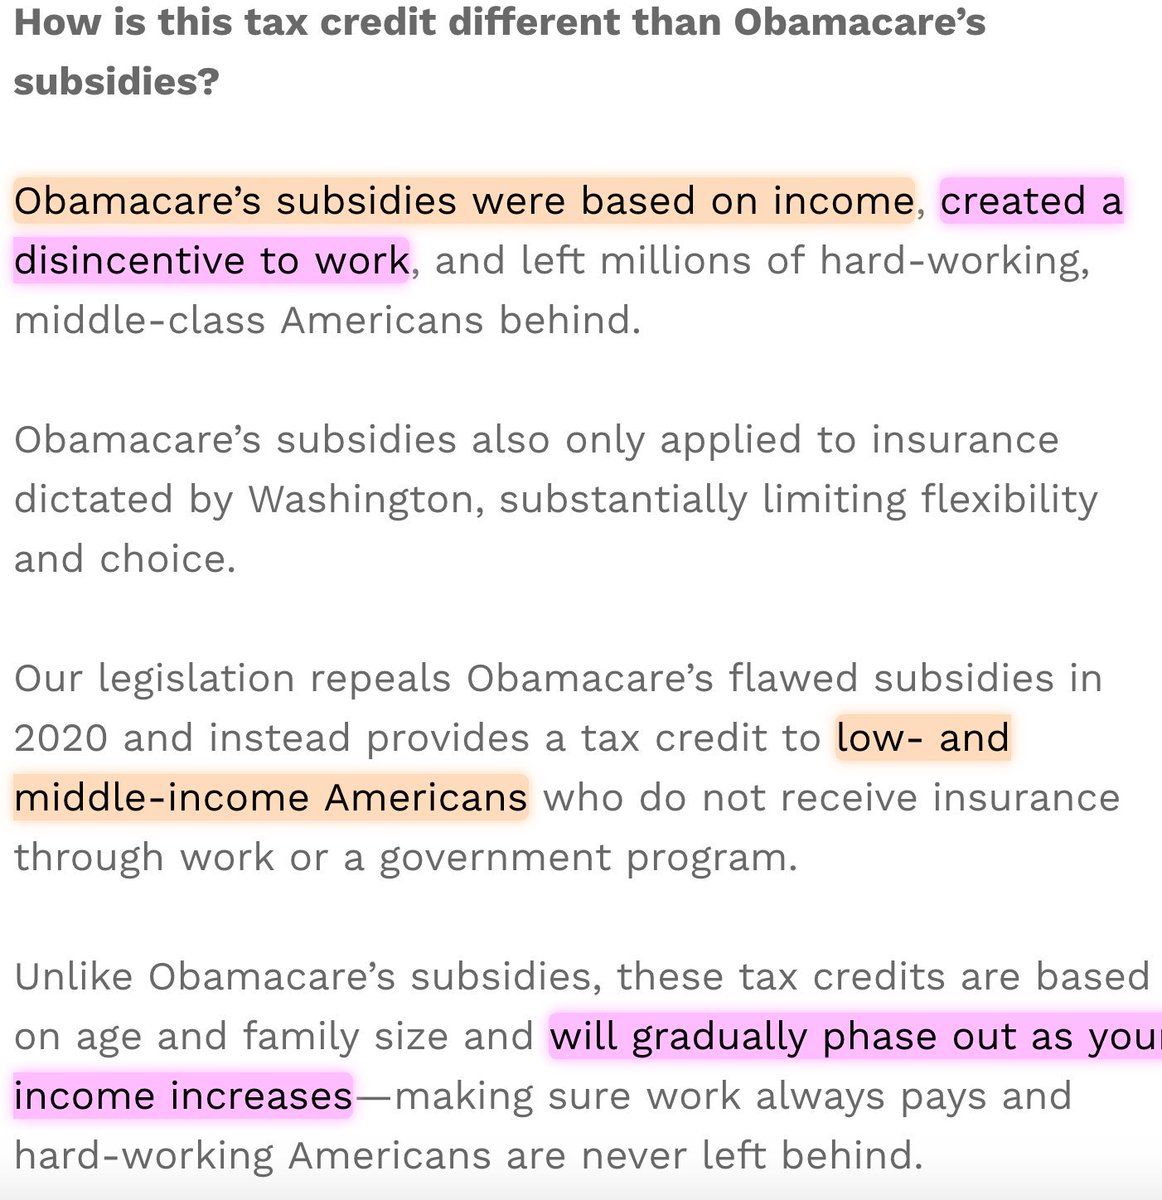 How is this tax credit different than Obamacare’s
subsidies?
Obamacare’s subsidies were based on income, created a
disincentive to work, and left millions of hard-working,
middle-class Americans behind.
Obamacare’s subsidies also only applied to insurance
dictated by Washington, substantially limiting flexibility
and choice.
Our legislation repeals Obamacare’s flawed subsidies in
2020 and instead provides a tax credit to low- and
middle-income Americans who do not receive insurance
through work or a government program.
Unlike Obamacare’s subsidies, these tax credits are based
on age and family size and will gradually phase out as your
income increases—making sure work always pays and
hard-working Americans are never left behind.